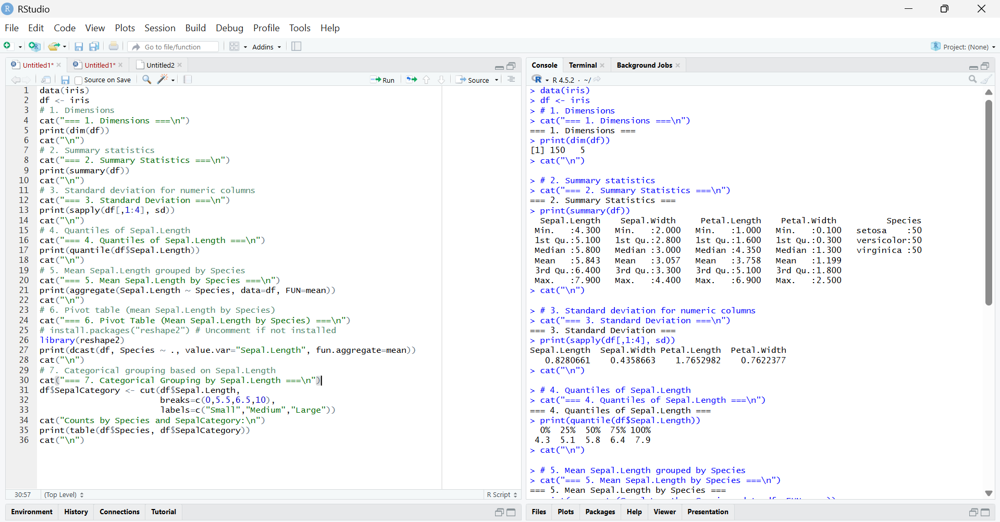 RStudio
File Edit Code View Plots Session Build Debug Profile Tools Help
Go to file/function Addins Project: (None)
Untitled1* Untitled1* Untitled2
Source on Save Run Source
1 data(iris)
2 df <- iris
3 # 1. Dimensions
4 cat("=== 1. Dimensions ===\n")
5 print(dim(df))
6 cat("\n")
7 # 2. Summary statistics
8 cat("=== 2. Summary Statistics ===\n")
9 print(summary(df))
10 cat("\n")
11 # 3. Standard deviation for numeric columns
12 cat("=== 3. Standard Deviation ===\n")
13 print(sapply(df[,1:4], sd))
14 cat("\n")
15 # 4. Quantiles of Sepal.Length
16 cat("=== 4. Quantiles of Sepal.Length ===\n")
17 print(quantile(df$Sepal.Length))
18 cat("\n")
19 # 5. Mean Sepal.Length grouped by Species
20 cat("=== 5. Mean Sepal.Length by Species ===\n")
21 print(aggregate(Sepal.Length ~ Species, data=df, FUN=mean))
22 cat("\n")
23 # 6. Pivot table (mean Sepal.Length by Species)
24 cat("=== 6. Pivot Table (Mean Sepal.Length by Species) ===\n")
25 # install.packages("reshape2") # Uncomment if not installed
26 library(reshape2)
27 print(dcast(df, Species ~ ., value.var="Sepal.Length", fun.aggregate=mean))
28 cat("\n")
29 # 7. Categorical grouping based on Sepal.Length
30 cat("=== 7. Categorical Grouping by Sepal.Length ===\n")
31 df$SepalCategory <- cut(df$Sepal.Length,
32 breaks=c(0,5.5,6.5,10),
33 labels=c("Small","Medium","Large"))
34 cat("Counts by Species and SepalCategory:\n")
35 print(table(df$Species, df$SepalCategory))
36 cat("\n")
30:57 (Top Level) R Script
Environment History Connections Tutorial
Console Terminal Background Jobs
R 4.5.2 · ~/
> data(iris)
> df <- iris
> # 1. Dimensions
> cat("=== 1. Dimensions ===\n")
=== 1. Dimensions ===
> print(dim(df))
[1] 150   5
> cat("\n")
> # 2. Summary statistics
> cat("=== 2. Summary Statistics ===\n")
=== 2. Summary Statistics ===
> print(summary(df))
Sepal.Length Sepal.Width Petal.Length Petal.Width Species
Min. :4.300 Min. :2.000 Min. :1.000 Min. :0.100 setosa :50
1st Qu.:5.100 1st Qu.:2.800 1st Qu.:1.600 1st Qu.:0.300 versicolor:50
Median :5.800 Median :3.000 Median :4.350 Median :1.300 virginica :50
Mean :5.843 Mean :3.057 Mean :3.758 Mean :1.199
3rd Qu.:6.400 3rd Qu.:3.300 3rd Qu.:5.100 3rd Qu.:1.800
Max. :7.900 Max. :4.400 Max. :6.900 Max. :2.500
> cat("\n")
> # 3. Standard deviation for numeric columns
> cat("=== 3. Standard Deviation ===\n")
=== 3. Standard Deviation ===
> print(sapply(df[,1:4], sd))
Sepal.Length Sepal.Width Petal.Length Petal.Width
0.8280661 0.4358663 1.7652982 0.7622377
> cat("\n")
> # 4. Quantiles of Sepal.Length
> cat("=== 4. Quantiles of Sepal.Length ===\n")
=== 4. Quantiles of Sepal.Length ===
> print(quantile(df$Sepal.Length))
0% 25% 50% 75% 100%
4.3 5.1 5.8 6.4 7.9
> cat("\n")
> # 5. Mean Sepal.Length grouped by Species
> cat("=== 5. Mean Sepal.Length by Species ===\n")
=== 5. Mean Sepal.Length by Species ===
Files Plots Packages Help Viewer Presentation